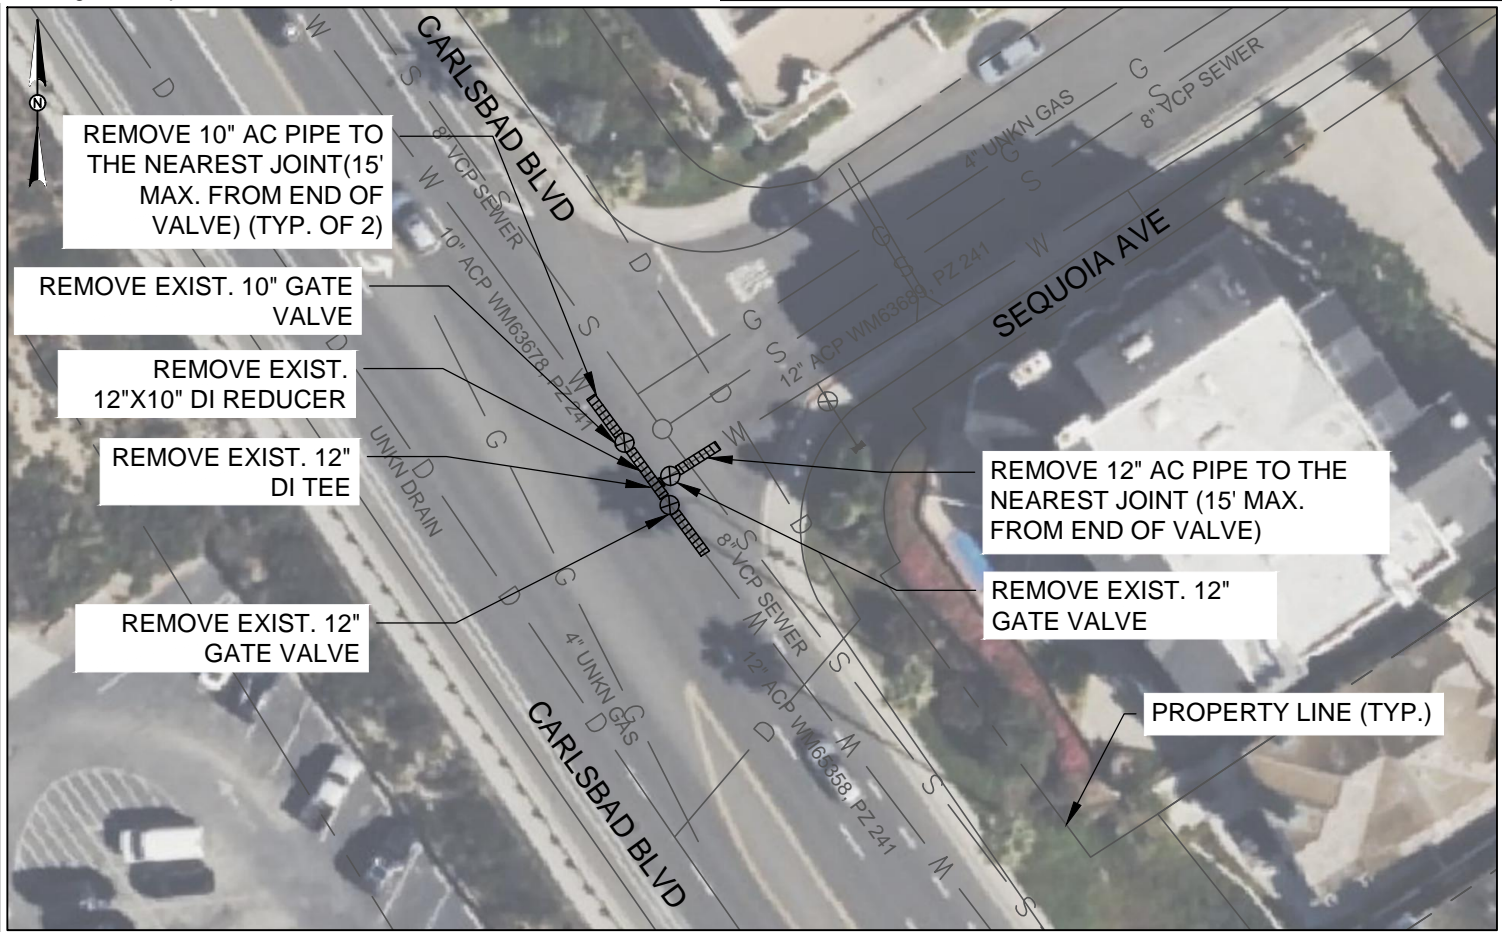 N
CARLSBAD BLVD
REMOVE 10" AC PIPE TO
THE NEAREST JOINT(15'
MAX. FROM END OF
VALVE) (TYP. OF 2)
REMOVE EXIST. 10" GATE
VALVE
REMOVE EXIST.
12"X10" DI REDUCER
REMOVE EXIST. 12"
DI TEE
REMOVE EXIST. 12"
GATE VALVE
8" VCP SEWER
10" ACP WM63678, PZ 241
4" UNKN GAS
8" VCP SEWER
12" ACP WM63680, PZ 241
SEQUOIA AVE
REMOVE 12" AC PIPE TO THE
NEAREST JOINT (15' MAX.
FROM END OF VALVE)
REMOVE EXIST. 12"
GATE VALVE
PROPERTY LINE (TYP.)
UNKN DRAIN
8" VCP SEWER
4" UNKN GAS
12" ACP WM65358, PZ 241
CARLSBAD BLVD
D
D
D
D
D
D
D
D
D
W
W
W
W
W
W
W
W
W
S
S
S
S
S
S
S
S
S
S
S
G
G
G
G
G
G